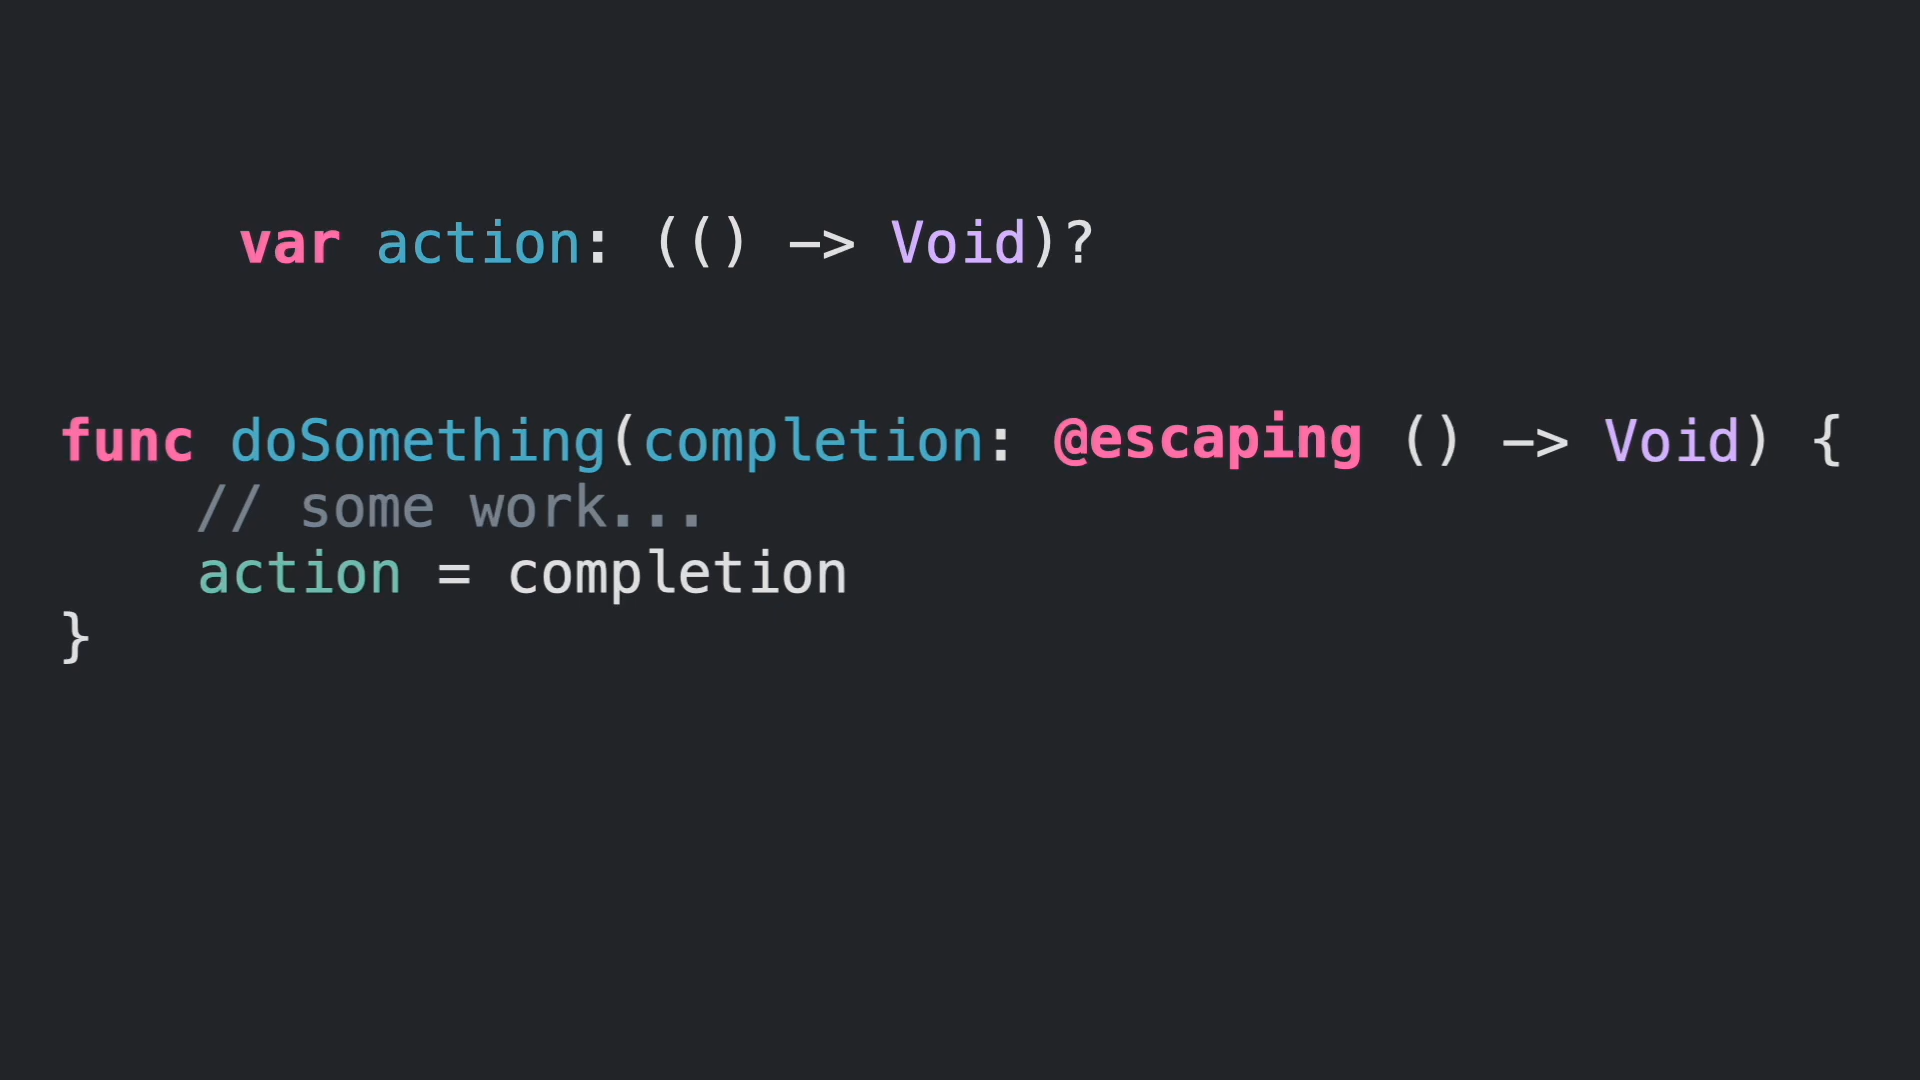 var action: (() -> Void)?
func doSomething(completion: @escaping () -> Void) {
// some work...
action = completion
}